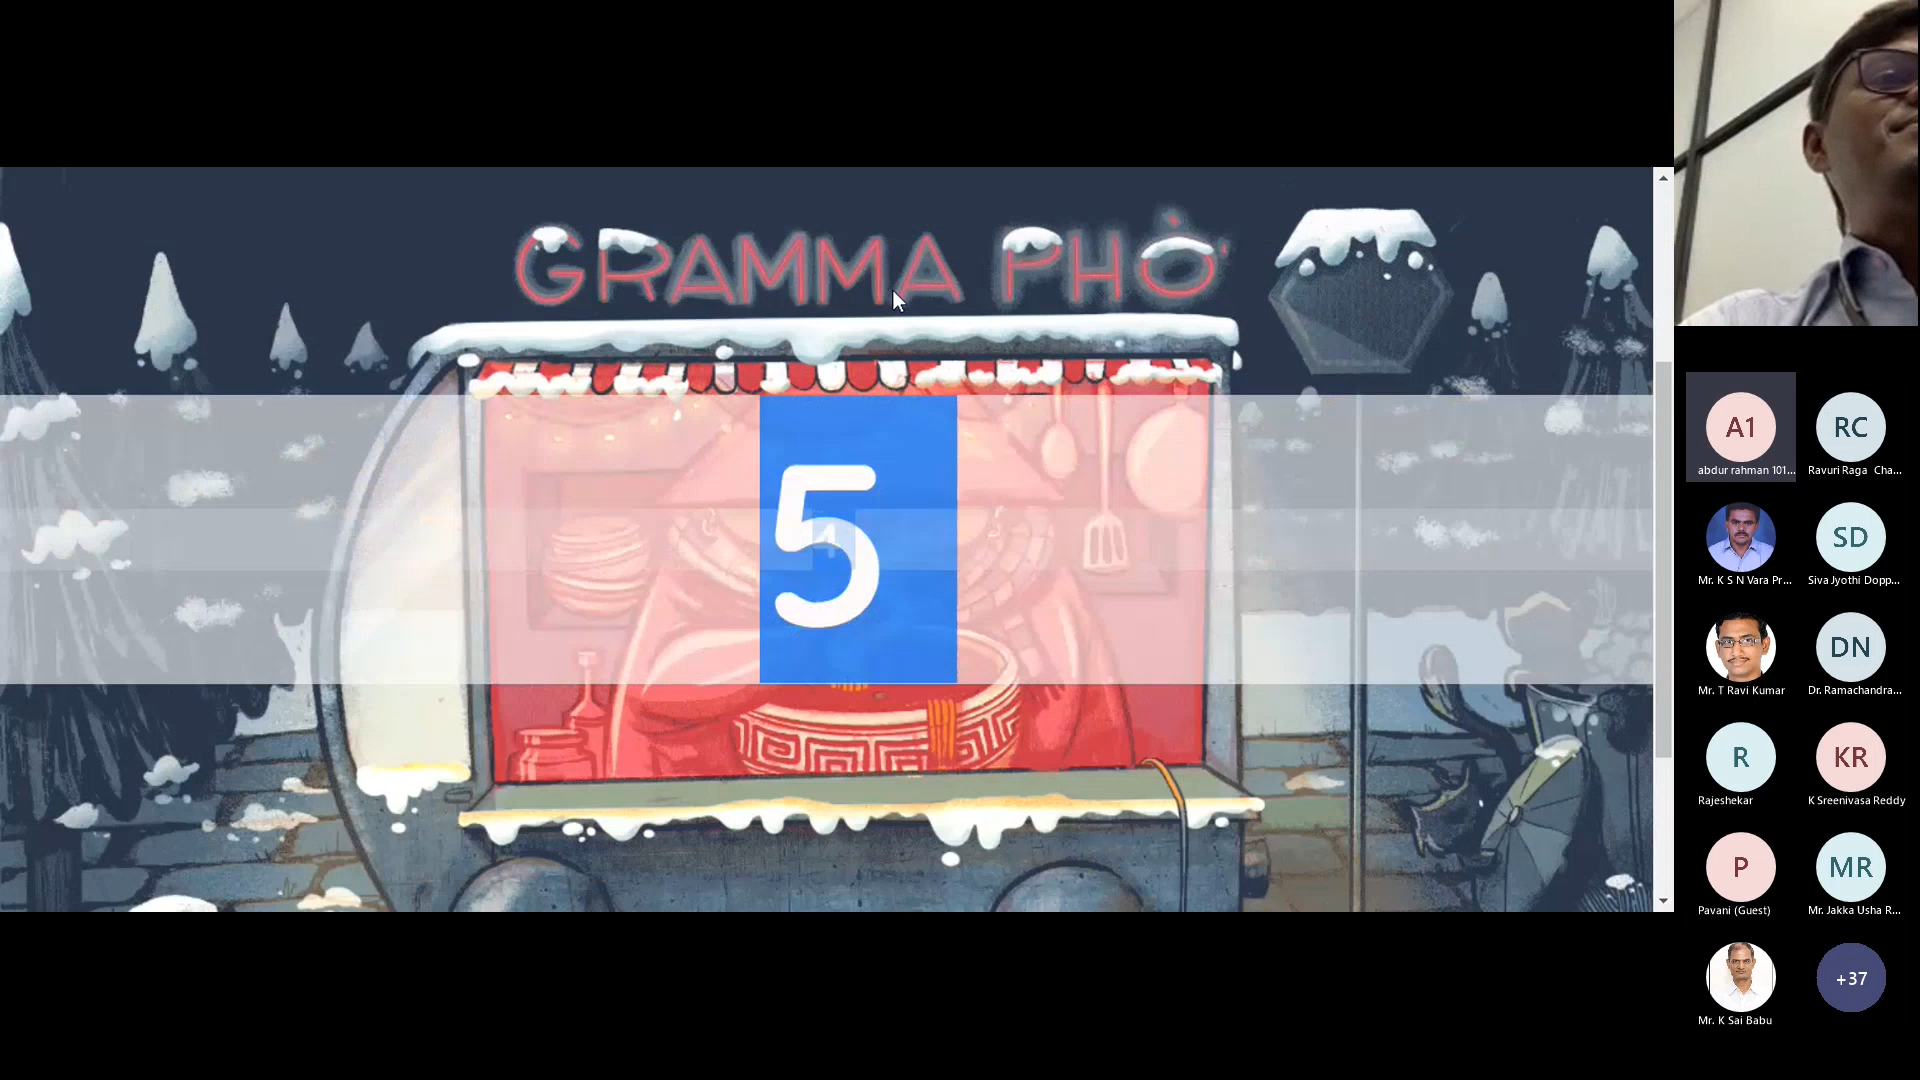 GRAMMA PHỞ
5
4
A1
abdur rahman 101...
RC
Ravuri Raga Cha...
Mr. K S N Vara Pr...
SD
Siva Jyothi Dopp...
Mr. T Ravi Kumar
DN
Dr. Ramachandra...
R
Rajeshekar
KR
K Sreenivasa Reddy
P
Pavani (Guest)
MR
Mr. Jakka Usha R...
Mr. K Sai Babu
+37